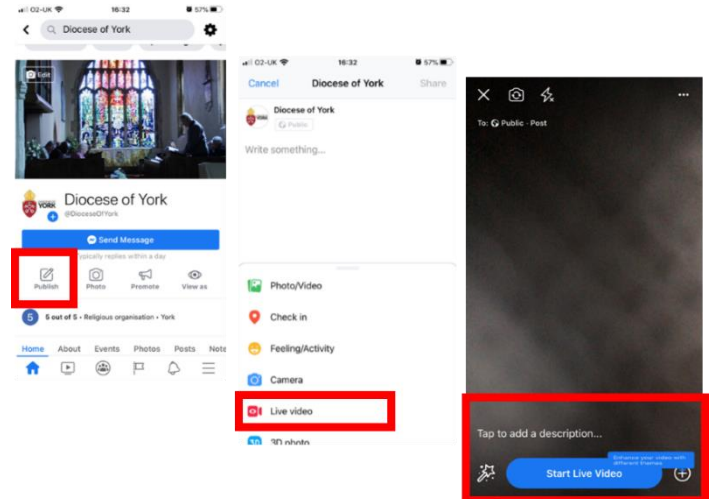 O2-UK 16:32 57%
Diocese of York
Edit
YORK
Diocese of York
@DioceseOfYork
Send Message
Typically replies within a day
Publish Photo Promote View as
5 5 out of 5 · Religious organisation · York
Home About Events Photos Posts Note
O2-UK 16:32 57%
Cancel Diocese of York Share
Diocese of York
Public
Write something...
Photo/Video
Check in
Feeling/Activity
Camera
Live video
3D photo
To: Public · Post
Tap to add a description...
Enhance your video with
different themes
Start Live Video